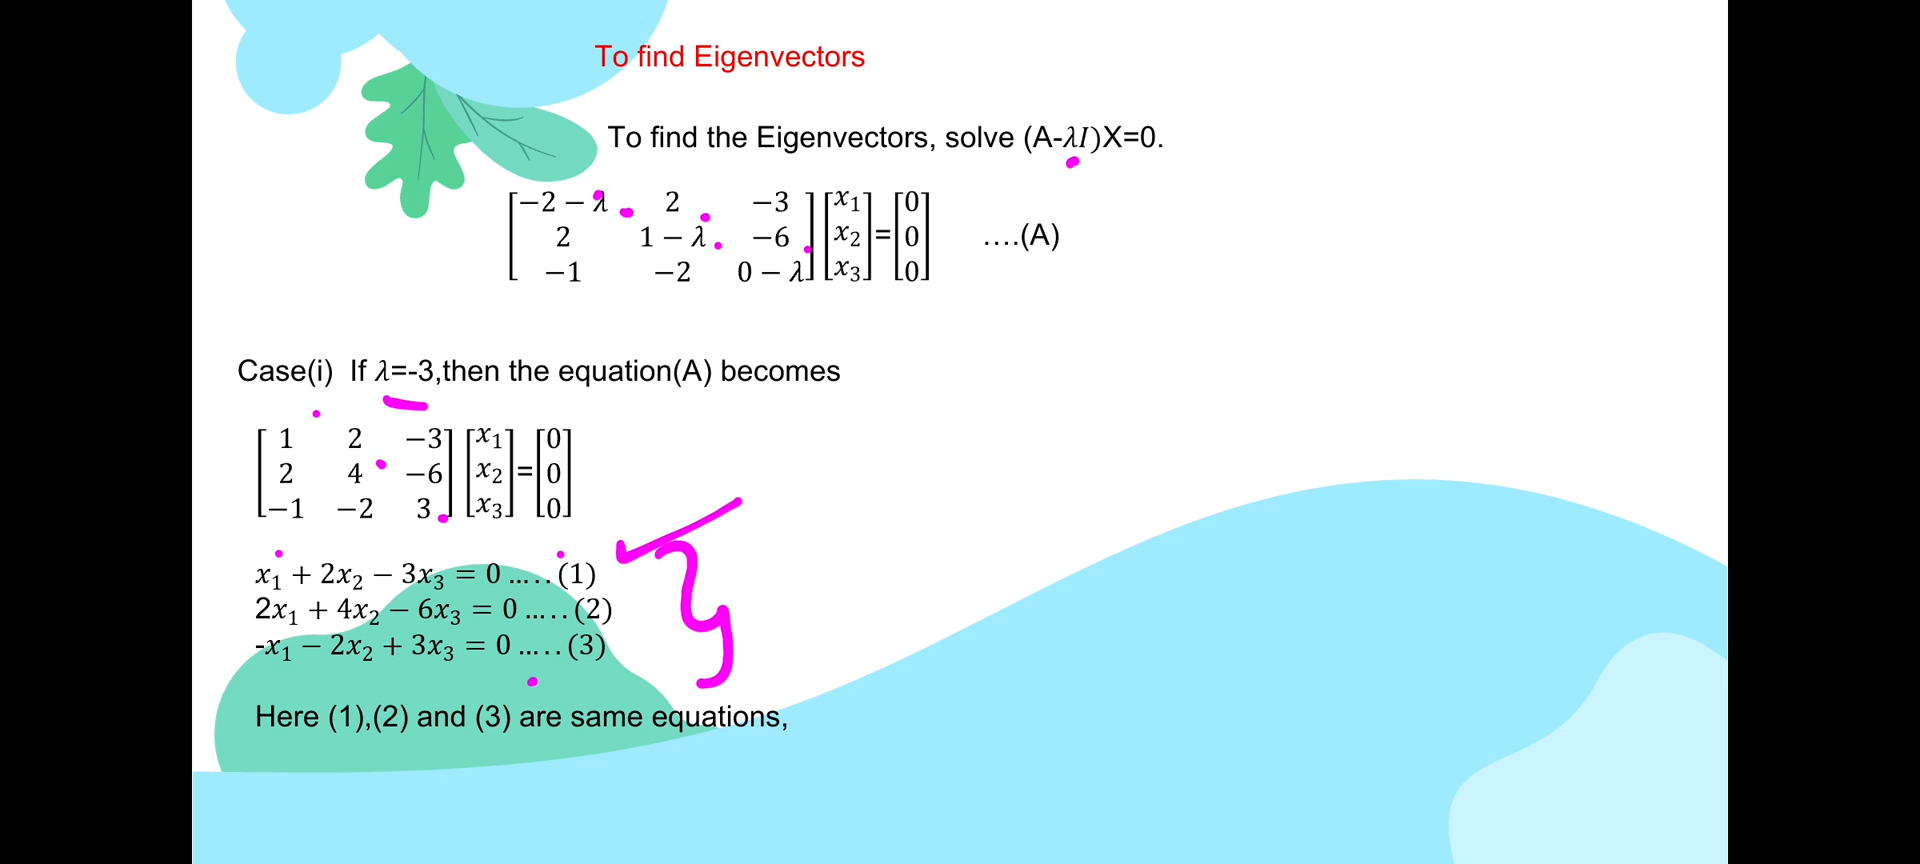 To find Eigenvectors
To find the Eigenvectors, solve (A-λI)X=0.
[−2 − λ 2 −3] [x₁] [0]
[2 1 − λ −6] [x₂] = [0] ....(A)
[−1 −2 0 − λ] [x₃] [0]
Case(i) If λ=-3,then the equation(A) becomes
[1 2 −3] [x₁] [0]
[2 4 −6] [x₂] = [0]
[−1 −2 3] [x₃] [0]
x₁ + 2x₂ − 3x₃ = 0 ..... (1)
2x₁ + 4x₂ − 6x₃ = 0 ..... (2)
-x₁ − 2x₂ + 3x₃ = 0 ..... (3)
Here (1),(2) and (3) are same equations,